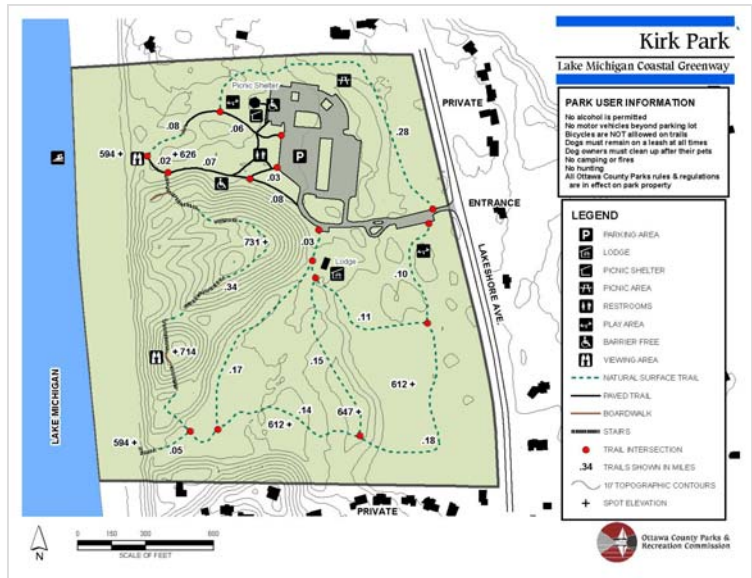 Kirk Park
Lake Michigan Coastal Greenway
PARK USER INFORMATION
No alcohol is permitted
No motor vehicles beyond parking lot
Bicycles are NOT allowed on trails
Dogs must remain on a leash at all times
Dog owners must clean up after their pets
No camping or fires
No hunting
All Ottawa County Parks rules & regulations
are in effect on park property
LEGEND
P PARKING AREA
LODGE
PICNIC SHELTER
PICNIC AREA
RESTROOMS
PLAY AREA
BARRIER FREE
VIEWING AREA
NATURAL SURFACE TRAIL
PAVED TRAIL
BOARDWALK
STAIRS
TRAIL INTERSECTION
.34 TRAILS SHOWN IN MILES
10' TOPOGRAPHIC CONTOURS
+ SPOT ELEVATION
Ottawa County Parks &
Recreation Commission
Picnic Shelter
PRIVATE
.08
.06
.28
594 +
+ 626
.02
.07
P
.03
.08
ENTRANCE
731 +
.03
Lodge
LAKESHORE AVE.
.10
.34
.11
+ 714
.17
.15
612 +
LAKE MICHIGAN
.14
647 +
612 +
594 +
.05
.18
PRIVATE
N
0 150 300 600
SCALE OF FEET